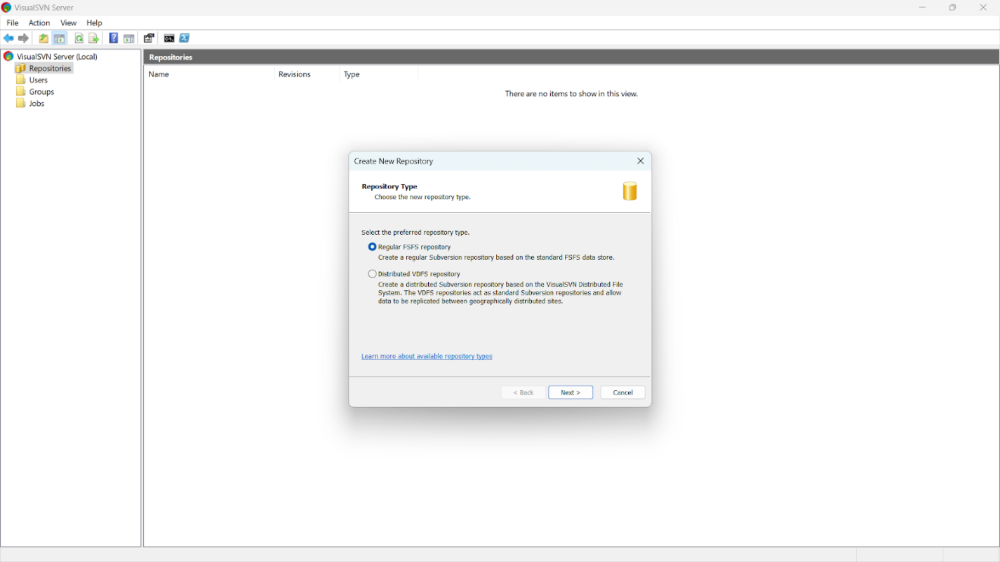 VisualSVN Server
File Action View Help
VisualSVN Server (Local)
Repositories
Users
Groups
Jobs
Repositories
Name Revisions Type
There are no items to show in this view.
Create New Repository
Repository Type
Choose the new repository type.
Select the preferred repository type.
Regular FSFS repository
Create a regular Subversion repository based on the standard FSFS data store.
Distributed VDFS repository
Create a distributed Subversion repository based on the VisualSVN Distributed File
System. The VDFS repositories act as standard Subversion repositories and allow
data to be replicated between geographically distributed sites.
Learn more about available repository types
< Back Next > Cancel